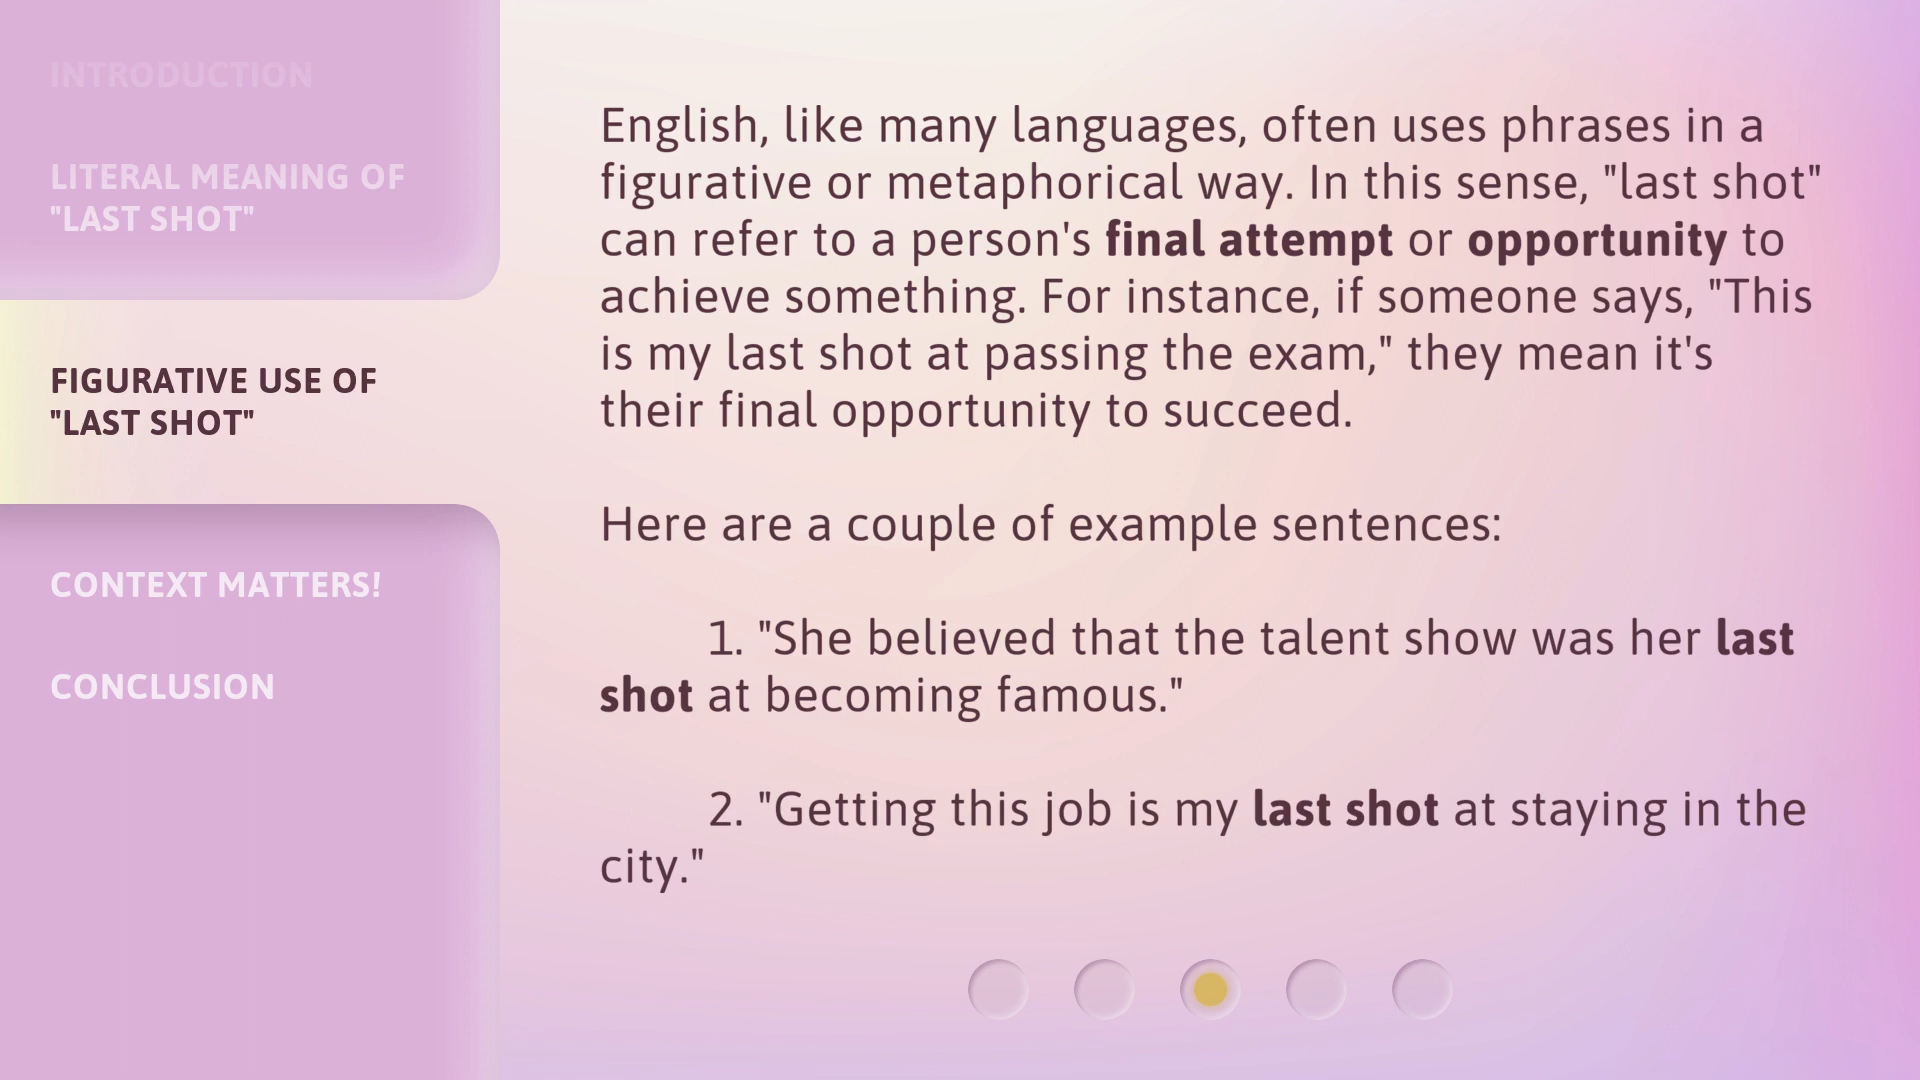 INTRODUCTION
LITERAL MEANING OF
"LAST SHOT"
FIGURATIVE USE OF
"LAST SHOT"
CONTEXT MATTERS!
CONCLUSION
English, like many languages, often uses phrases in a
figurative or metaphorical way. In this sense, "last shot"
can refer to a person's final attempt or opportunity to
achieve something. For instance, if someone says, "This
is my last shot at passing the exam," they mean it's
their final opportunity to succeed.
Here are a couple of example sentences:
1. "She believed that the talent show was her last
shot at becoming famous."
2. "Getting this job is my last shot at staying in the
city."